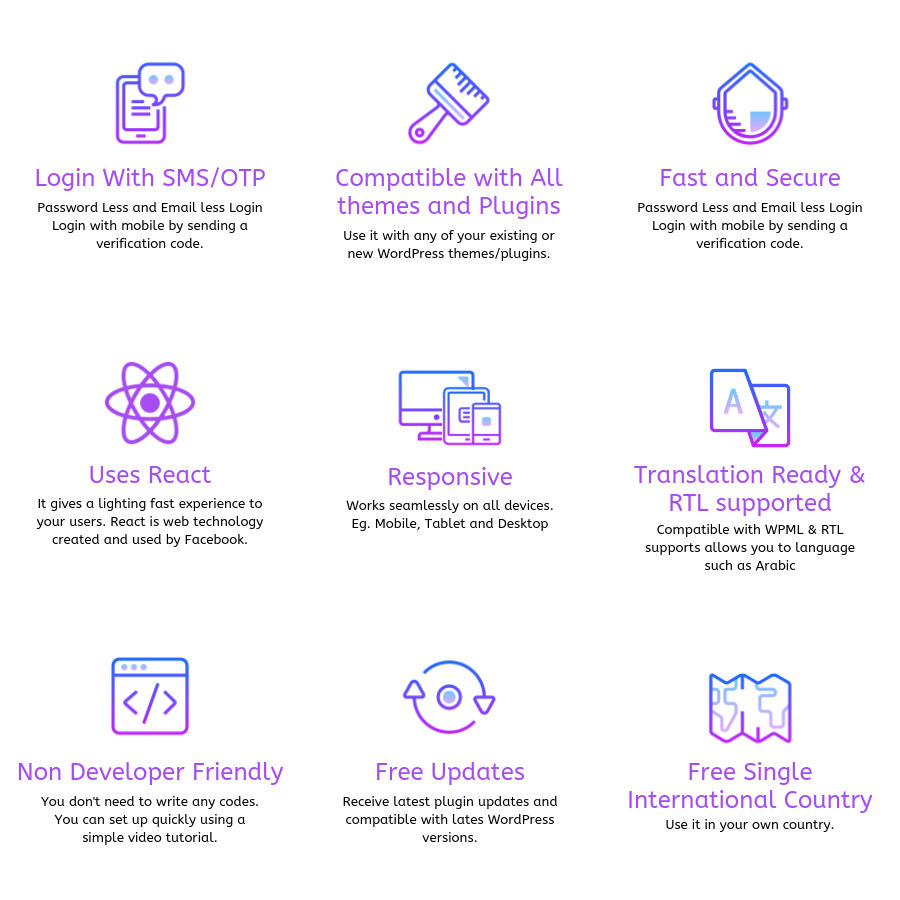 Login With SMS/OTP
Password Less and Email less Login
Login with mobile by sending a
verification code.
Compatible with All
themes and Plugins
Use it with any of your existing or
new WordPress themes/plugins.
Fast and Secure
Password Less and Email less Login
Login with mobile by sending a
verification code.
Uses React
It gives a lighting fast experience to
your users. React is web technology
created and used by Facebook.
Responsive
Works seamlessly on all devices.
Eg. Mobile, Tablet and Desktop
A
文
Translation Ready &
RTL supported
Compatible with WPML & RTL
supports allows you to language
such as Arabic
</>
Non Developer Friendly
You don't need to write any codes.
You can set up quickly using a
simple video tutorial.
Free Updates
Receive latest plugin updates and
compatible with lates WordPress
versions.
Free Single
International Country
Use it in your own country.